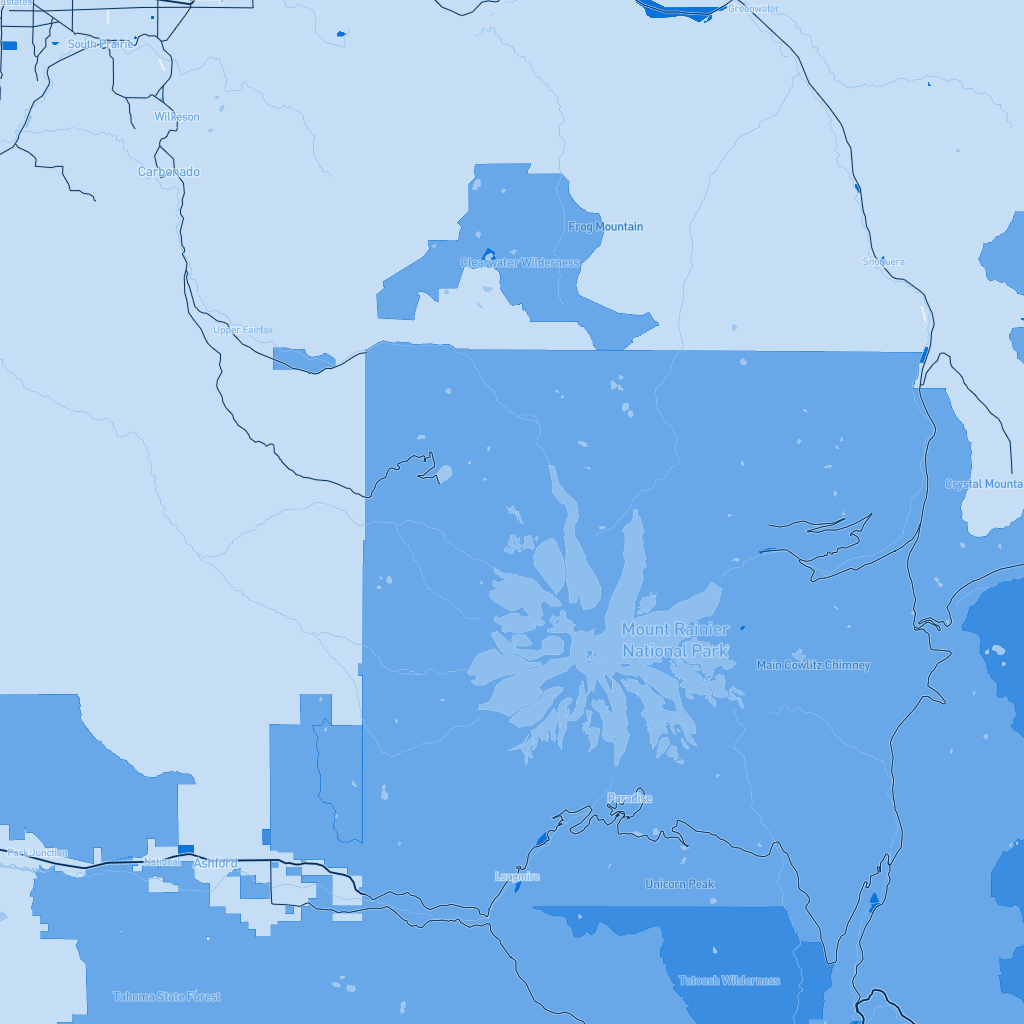 Estates
Greenwater
South Prairie
Wilkeson
Carbonado
Frog Mountain
Clearwater Wilderness
Upper Fairfax
Crystal Mounta
Mount Rainier
National Park
Main Cowlitz Chimney
Paradise
Park Junction
National
Ashford
Longmire
Unicorn Peak
Tatoosh Wilderness
Tahoma State Forest